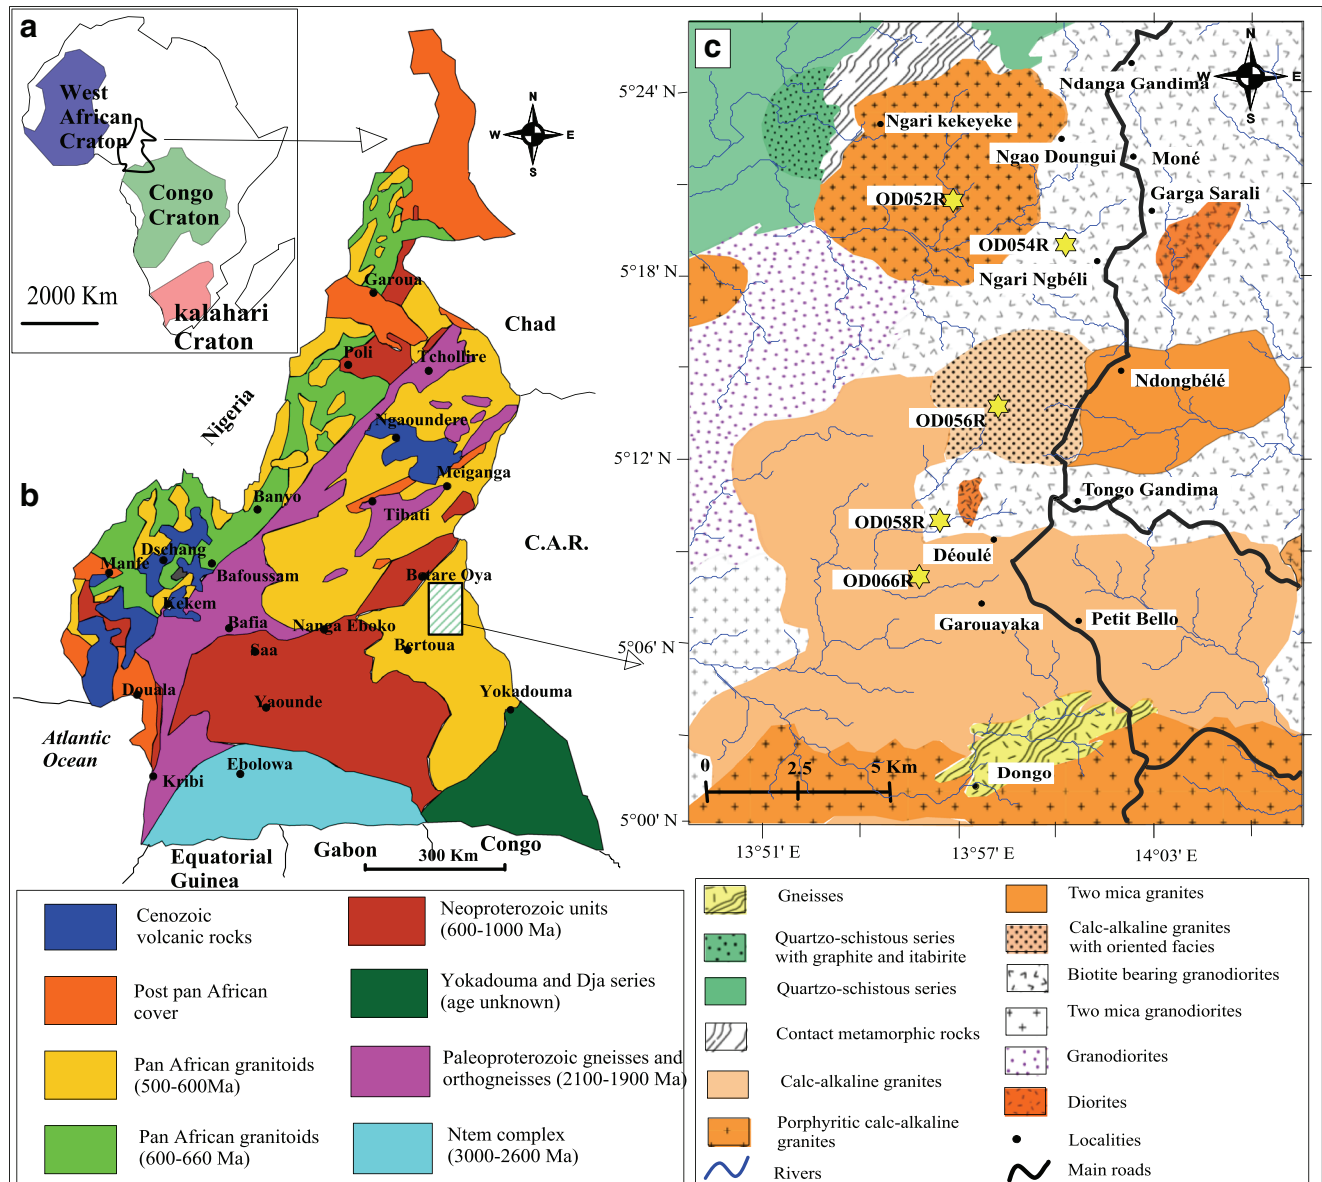 a
West
African
Craton
Congo
Craton
2000 Km
kalahari
Craton
b
N
W
E
S
Garoua
Chad
Poli
Tchollire
Nigeria
Ngaoundere
Meiganga
Banyo
Tibati
C.A.R.
Dschang
Manfe
Bafoussam
Betare Oya
Kekem
Bafia
Nanga Eboko
Saa
Bertoua
Douala
Yaounde
Yokadouma
Atlantic
Ocean
Ebolowa
Kribi
Equatorial
Guinea
Gabon
Congo
300 Km
Cenozoic
volcanic rocks
Post pan African
cover
Pan African granitoids
(500-600Ma)
Pan African granitoids
(600-660 Ma)
Neoproterozoic units
(600-1000 Ma)
Yokadouma and Dja series
(age unknown)
Paleoproterozoic gneisses and
orthogneisses (2100-1900 Ma)
Ntem complex
(3000-2600 Ma)
c
N
W
E
S
5°24' N
5°18' N
5°12' N
5°06' N
5°00' N
Ndanga Gandima
Ngari kekeyeke
Ngao Doungui
Moné
Garga Sarali
OD052R
OD054R
Ngari Ngbéli
Ndongbélé
OD056R
Tongo Gandima
OD058R
Déoulé
OD066R
Garouayaka
Petit Bello
Dongo
0
2.5
5 Km
13°51' E
13°57' E
14°03' E
Gneisses
Quartzo-schistous series
with graphite and itabirite
Quartzo-schistous series
Contact metamorphic rocks
Calc-alkaline granites
Porphyritic calc-alkaline
granites
Rivers
Two mica granites
Calc-alkaline granites
with oriented facies
Biotite bearing granodiorites
Two mica granodiorites
Granodiorites
Diorites
Localities
Main roads